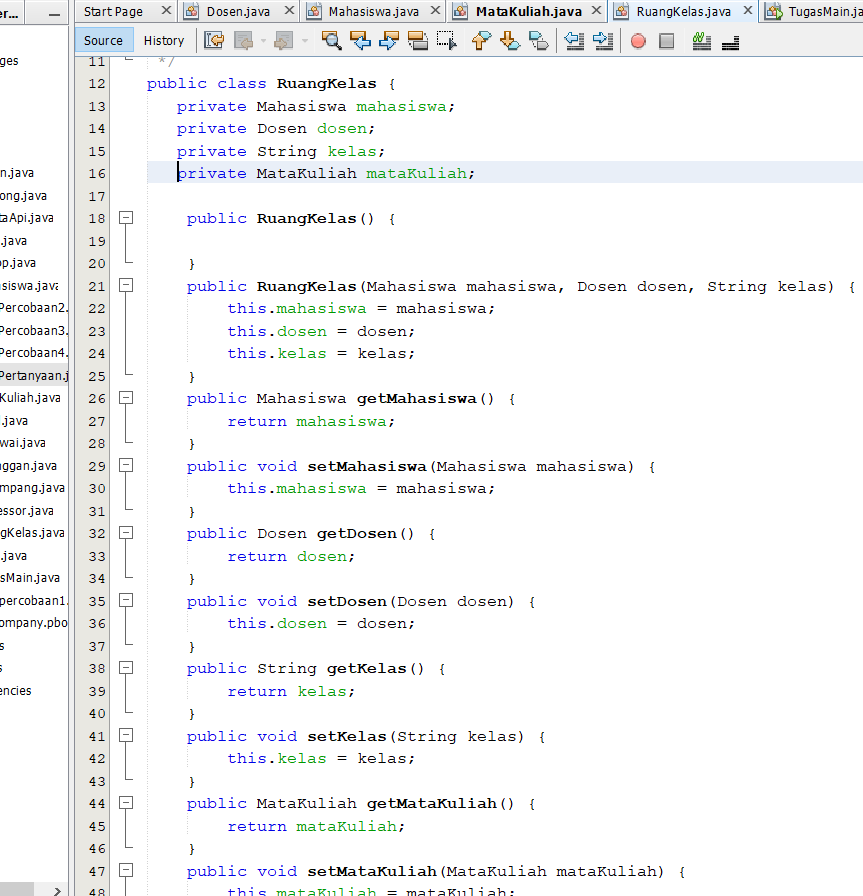 er...
Start Page
Dosen.java
Mahasiswa.java
MataKuliah.java
RuangKelas.java
TugasMain.ja
Source
History
ges
n.java
ong.java
taApi.java
.java
op.java
siswa.java
Percobaan2.
Percobaan3.
Percobaan4.
Pertanyaan.j
Kuliah.java
.java
wai.java
nggan.java
mpang.java
essor.java
gKelas.java
.java
sMain.java
percobaan1.
ompany.pbo
s
s
encies
11 */
12 public class RuangKelas {
13 private Mahasiswa mahasiswa;
14 private Dosen dosen;
15 private String kelas;
16 private MataKuliah mataKuliah;
17
18 public RuangKelas() {
19
20 }
21 public RuangKelas(Mahasiswa mahasiswa, Dosen dosen, String kelas) {
22 this.mahasiswa = mahasiswa;
23 this.dosen = dosen;
24 this.kelas = kelas;
25 }
26 public Mahasiswa getMahasiswa() {
27 return mahasiswa;
28 }
29 public void setMahasiswa(Mahasiswa mahasiswa) {
30 this.mahasiswa = mahasiswa;
31 }
32 public Dosen getDosen() {
33 return dosen;
34 }
35 public void setDosen(Dosen dosen) {
36 this.dosen = dosen;
37 }
38 public String getKelas() {
39 return kelas;
40 }
41 public void setKelas(String kelas) {
42 this.kelas = kelas;
43 }
44 public MataKuliah getMataKuliah() {
45 return mataKuliah;
46 }
47 public void setMataKuliah(MataKuliah mataKuliah) {
48 this.mataKuliah = mataKuliah;